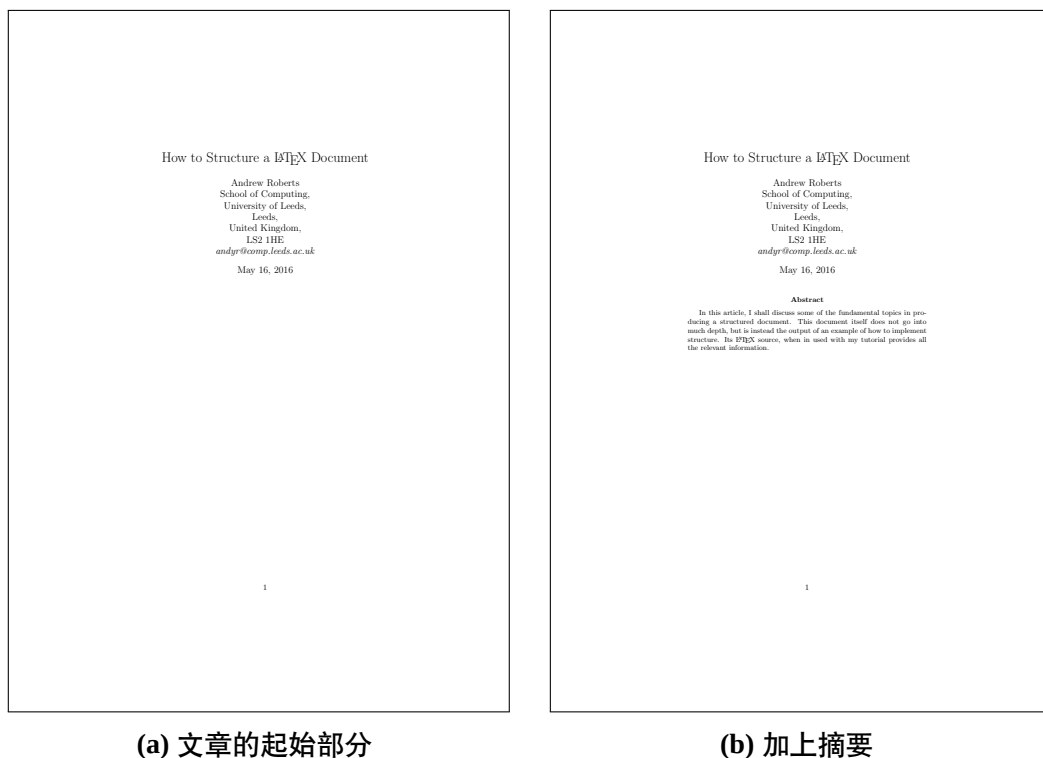 How to Structure a LATEX Document
Andrew Roberts
School of Computing,
University of Leeds,
Leeds,
United Kingdom,
LS2 1HE
andyr@comp.leeds.ac.uk
May 16, 2016
1
(a) 文章的起始部分
How to Structure a LATEX Document
Andrew Roberts
School of Computing,
University of Leeds,
Leeds,
United Kingdom,
LS2 1HE
andyr@comp.leeds.ac.uk
May 16, 2016
Abstract
In this article, I shall discuss some of the fundamental topics in pro-
ducing a structured document. This document itself does not go into
much depth, but is instead the output of an example of how to implement
structure. Its LATEX source, when in used with my tutorial provides all
the relevant information.
1
(b) 加上摘要